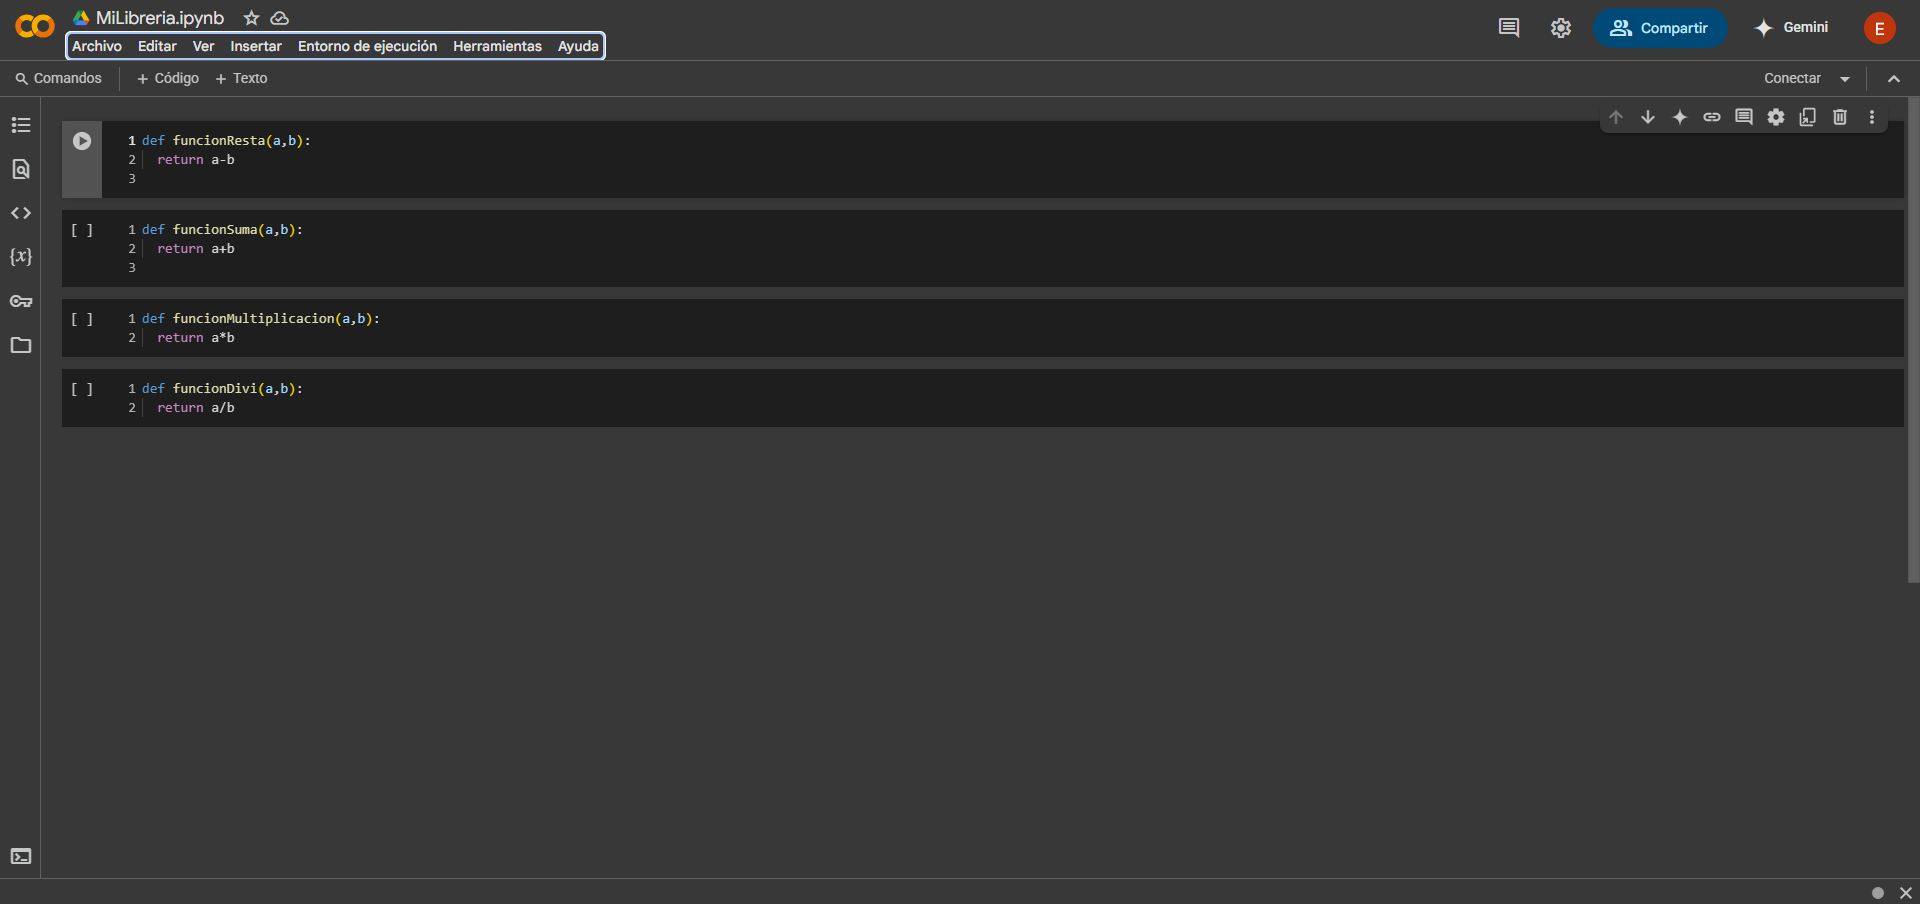 MiLibreria.ipynb
Archivo Editar Ver Insertar Entorno de ejecución Herramientas Ayuda
Compartir
Gemini
E
Comandos + Código + Texto
Conectar
1 def funcionResta(a,b):
2 return a-b
3
[ ] 1 def funcionSuma(a,b):
2 return a+b
3
[ ] 1 def funcionMultiplicacion(a,b):
2 return a*b
[ ] 1 def funcionDivi(a,b):
2 return a/b